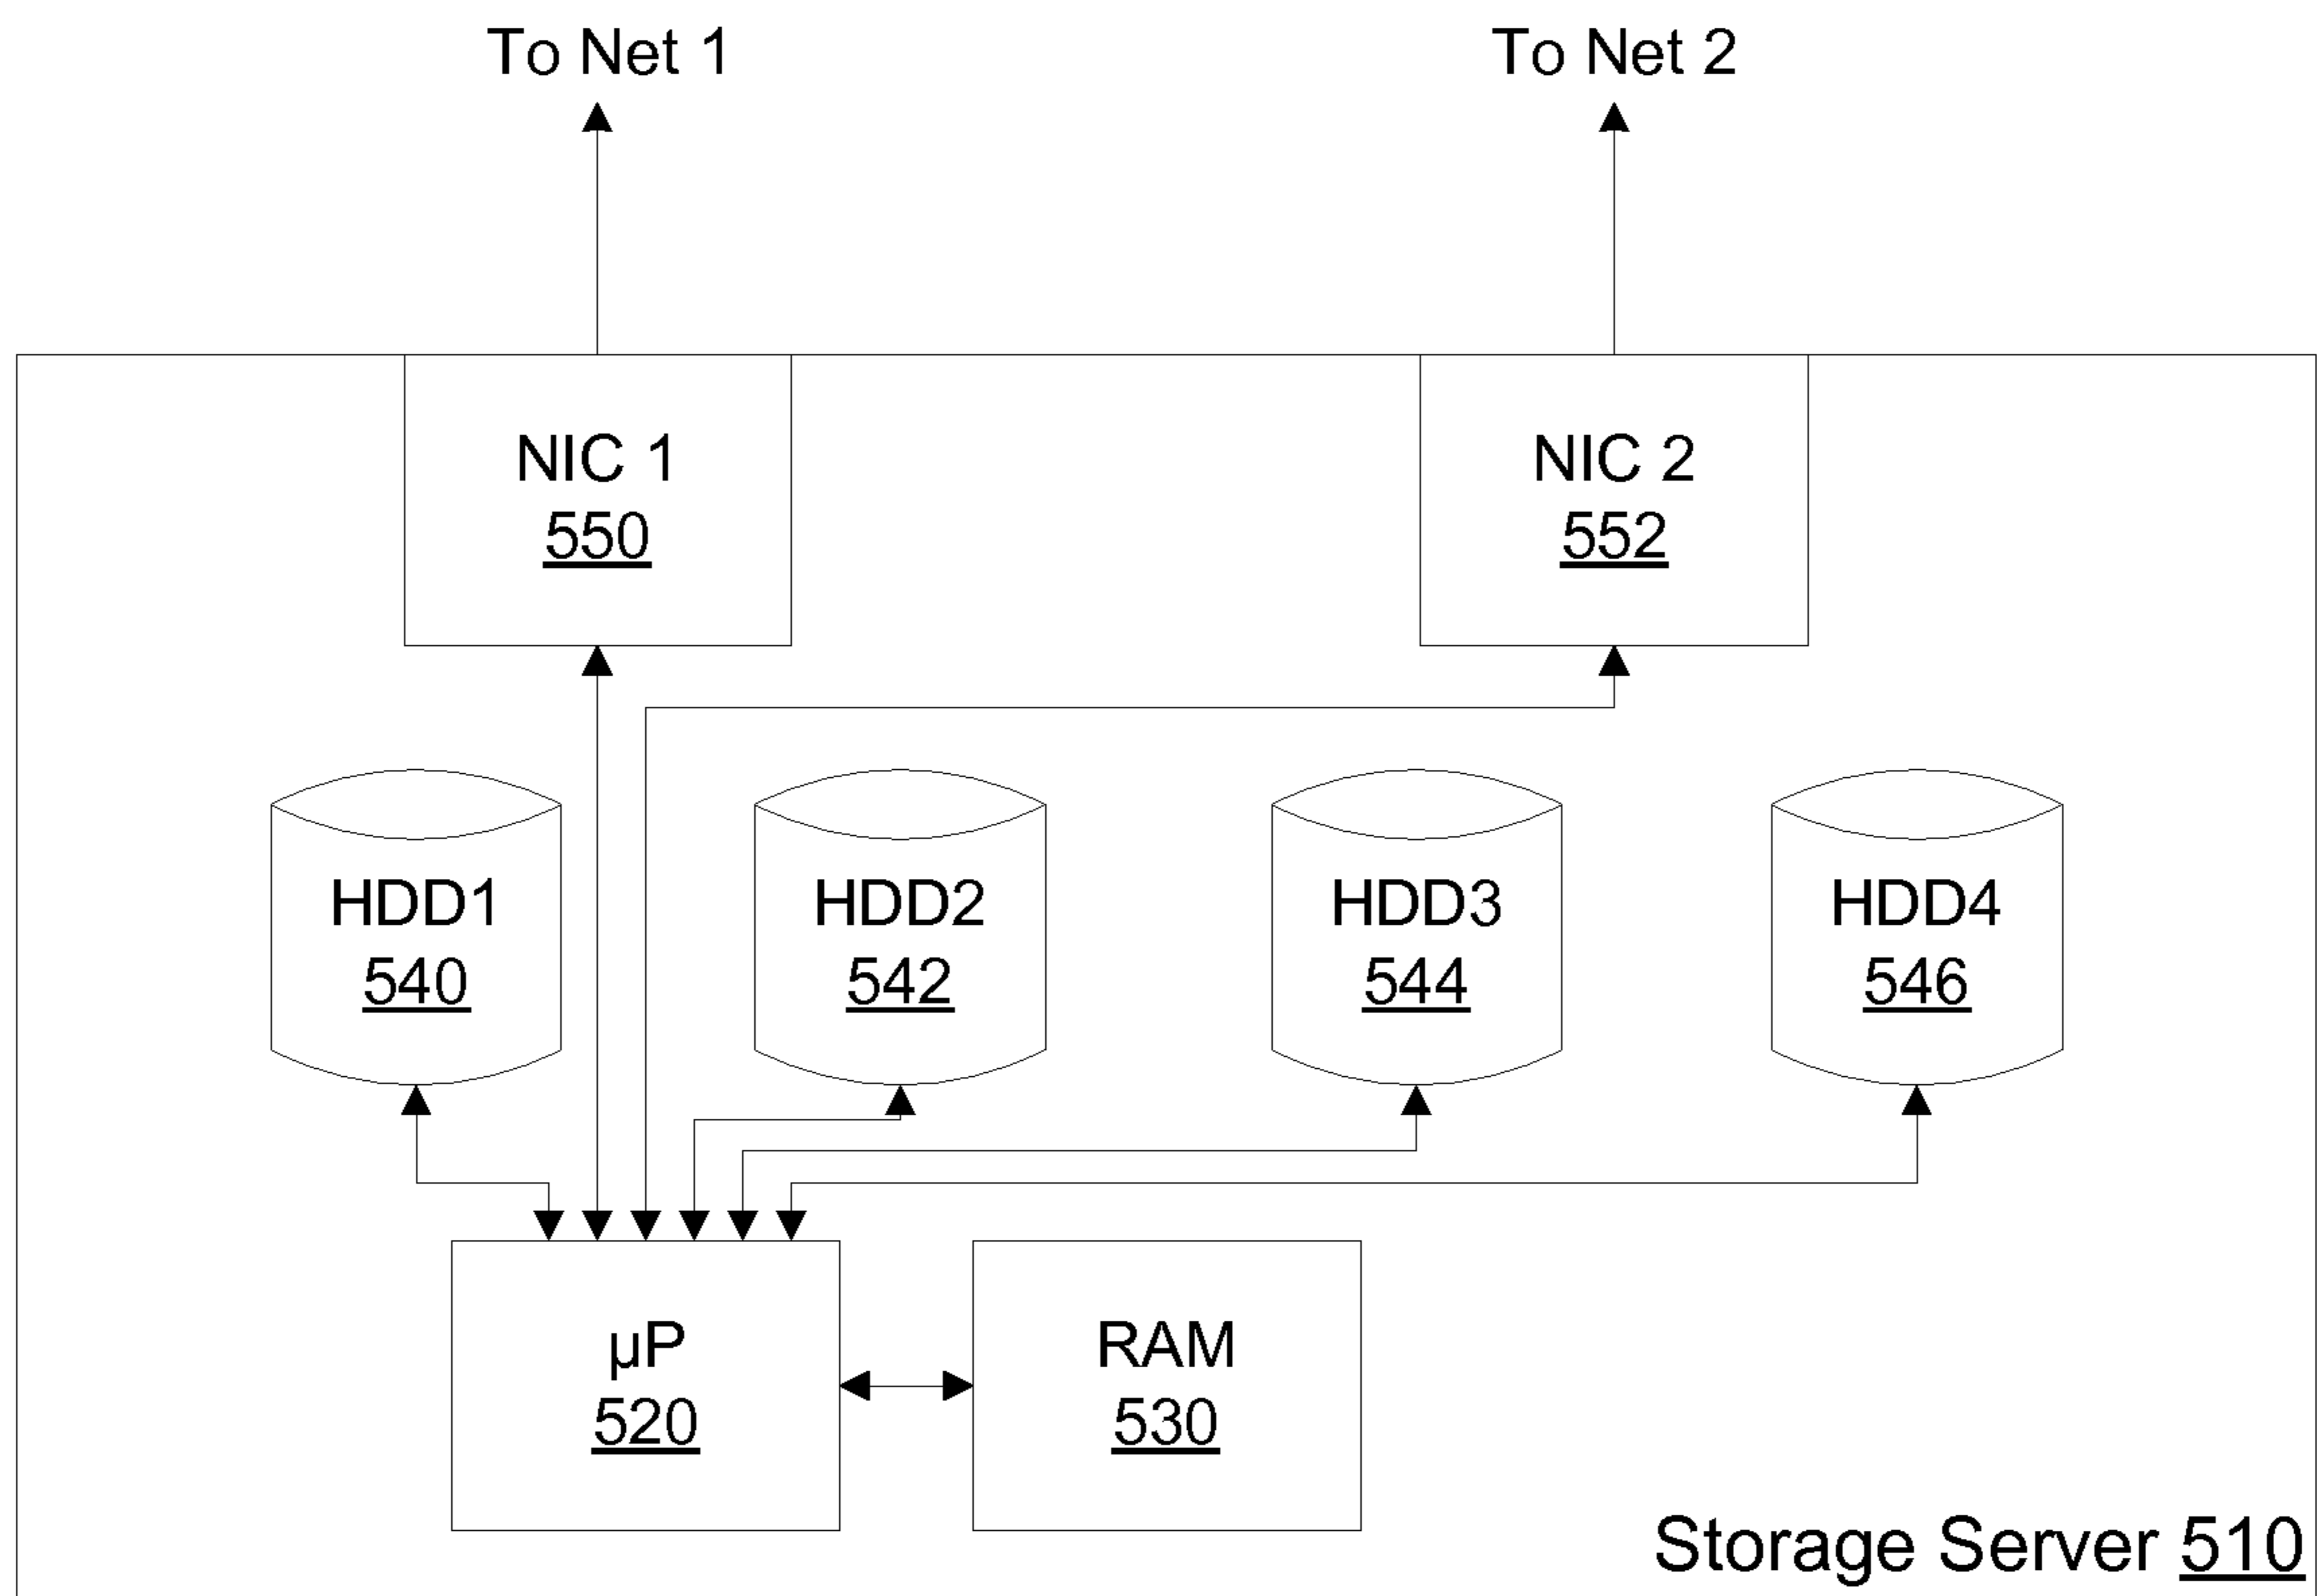 To Net 1
To Net 2
NIC 1
550
NIC 2
552
HDD1
540
HDD2
542
HDD3
544
HDD4
546
µP
520
RAM
530
Storage Server 510